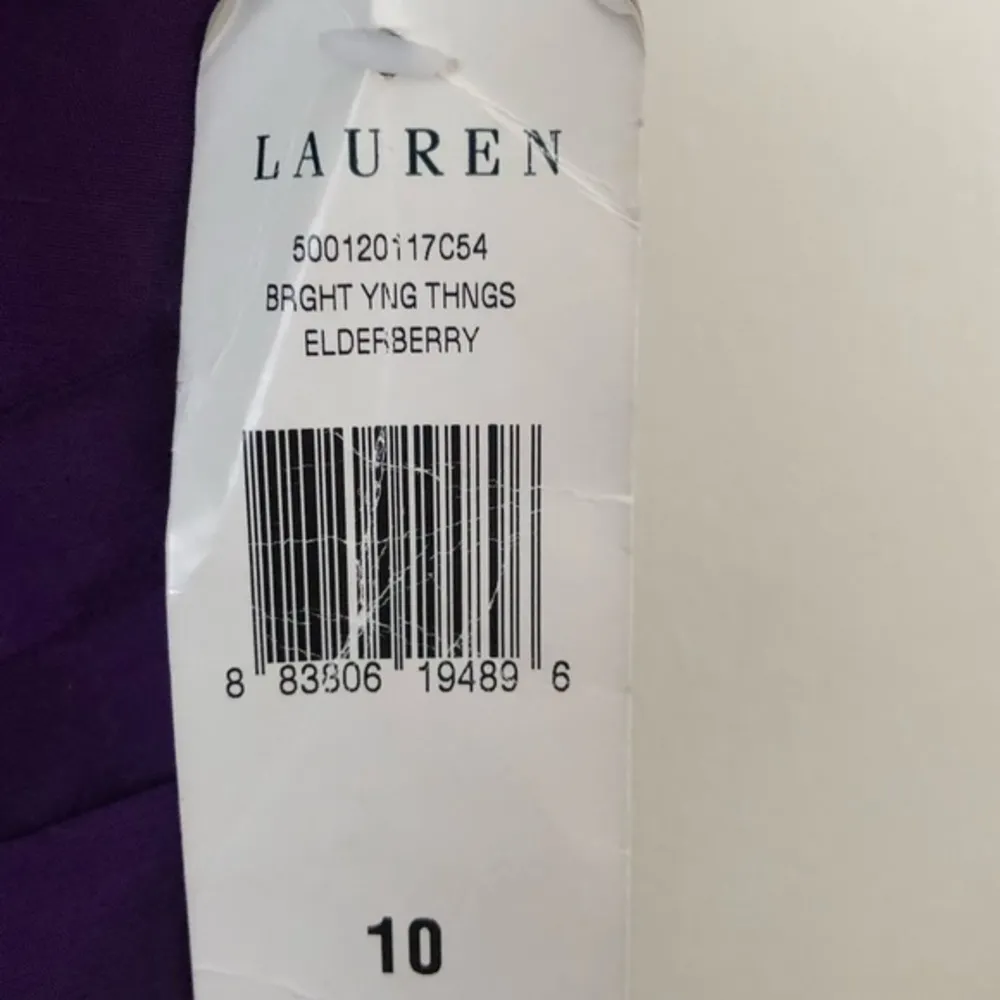 LAUREN
500120117C54
BRGHT YNG THNGS
ELDERBERRY
8 83806 19489 6
10